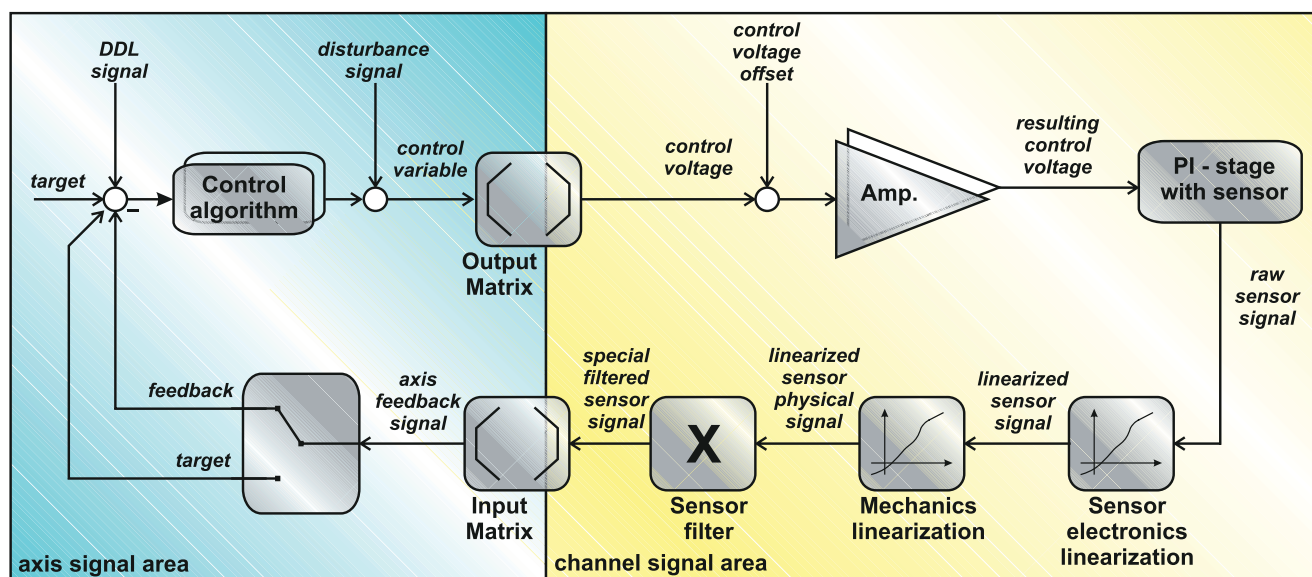 DDL
signal
disturbance
signal
control
voltage
offset
target
–
Control
algorithm
control
variable
Output
Matrix
control
voltage
Amp.
resulting
control
voltage
PI - stage
with sensor
raw
sensor
signal
feedback
target
axis
feedback
signal
Input
Matrix
special
filtered
sensor
signal
X
Sensor
filter
linearized
sensor
physical
signal
Mechanics
linearization
linearized
sensor
signal
Sensor
electronics
linearization
axis signal area
channel signal area